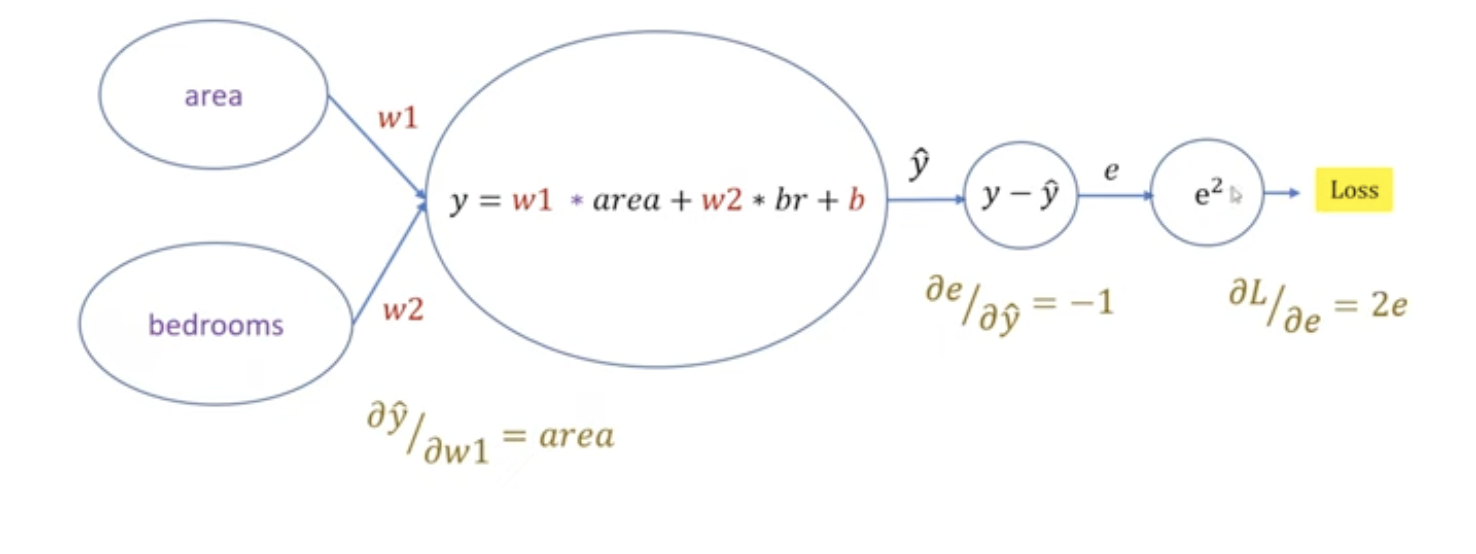 area
w1
y = w1 * area + w2 * br + b
ŷ
y − ŷ
e
e²
Loss
bedrooms
w2
∂e/∂ŷ = −1
∂L/∂e = 2e
∂ŷ/∂w1 = area